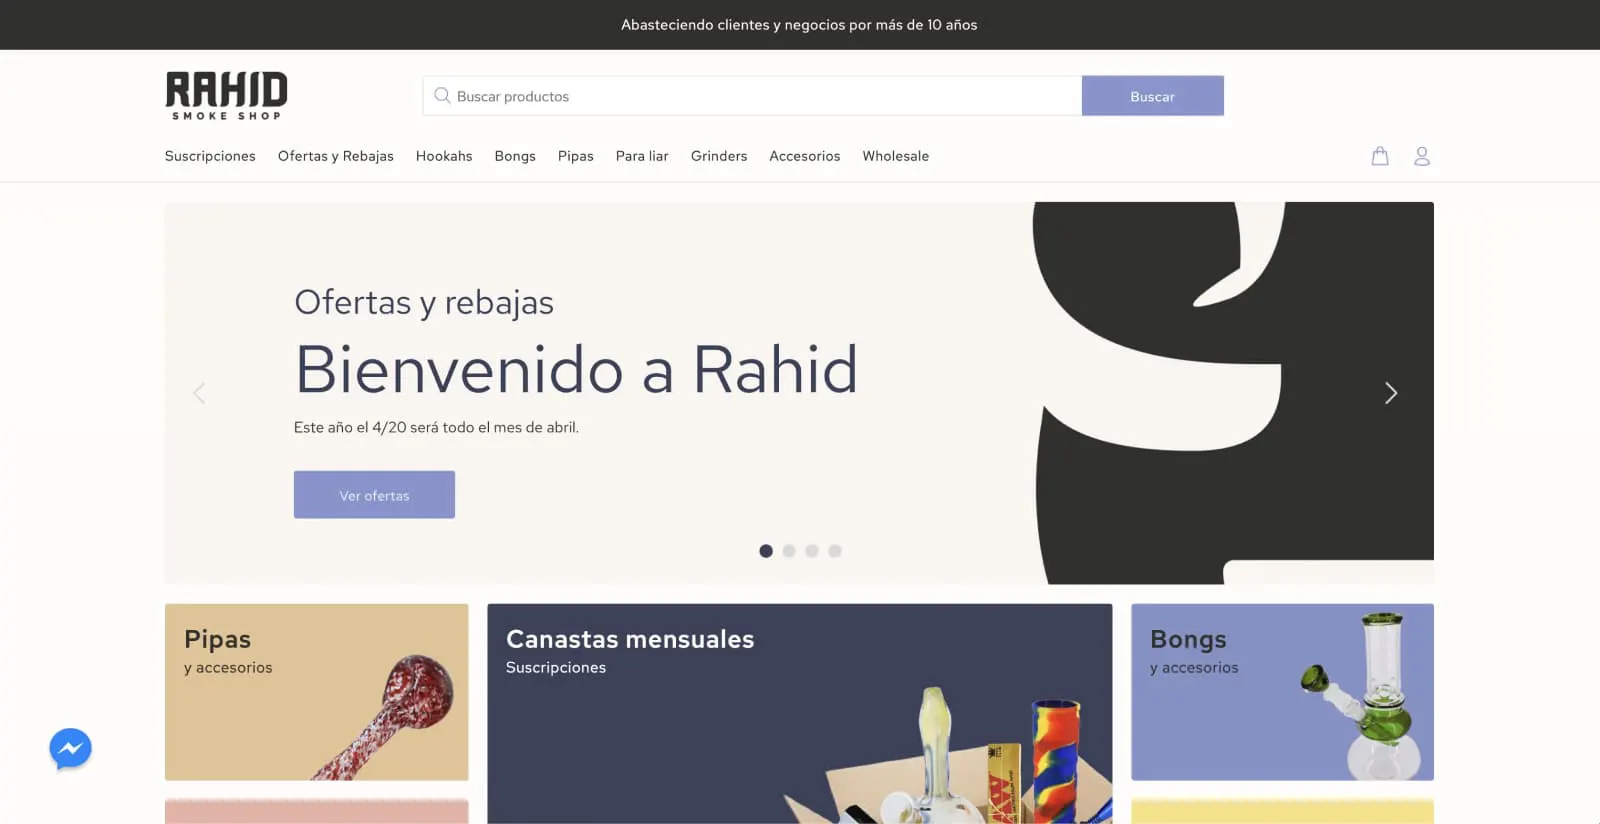 Abasteciendo clientes y negocios por más de 10 años
RAHID
SMOKE SHOP
Buscar productos
Buscar
Suscripciones Ofertas y Rebajas Hookahs Bongs Pipas Para liar Grinders Accesorios Wholesale
Ofertas y rebajas
Bienvenido a Rahid
Este año el 4/20 será todo el mes de abril.
Ver ofertas
Pipas
y accesorios
Canastas mensuales
Suscripciones
Bongs
y accesorios